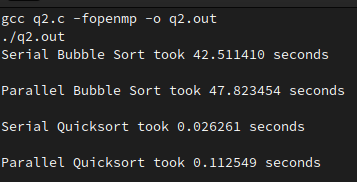 gcc q2.c -fopenmp -o q2.out
./q2.out
Serial Bubble Sort took 42.511410 seconds
Parallel Bubble Sort took 47.823454 seconds
Serial Quicksort took 0.026261 seconds
Parallel Quicksort took 0.112549 seconds